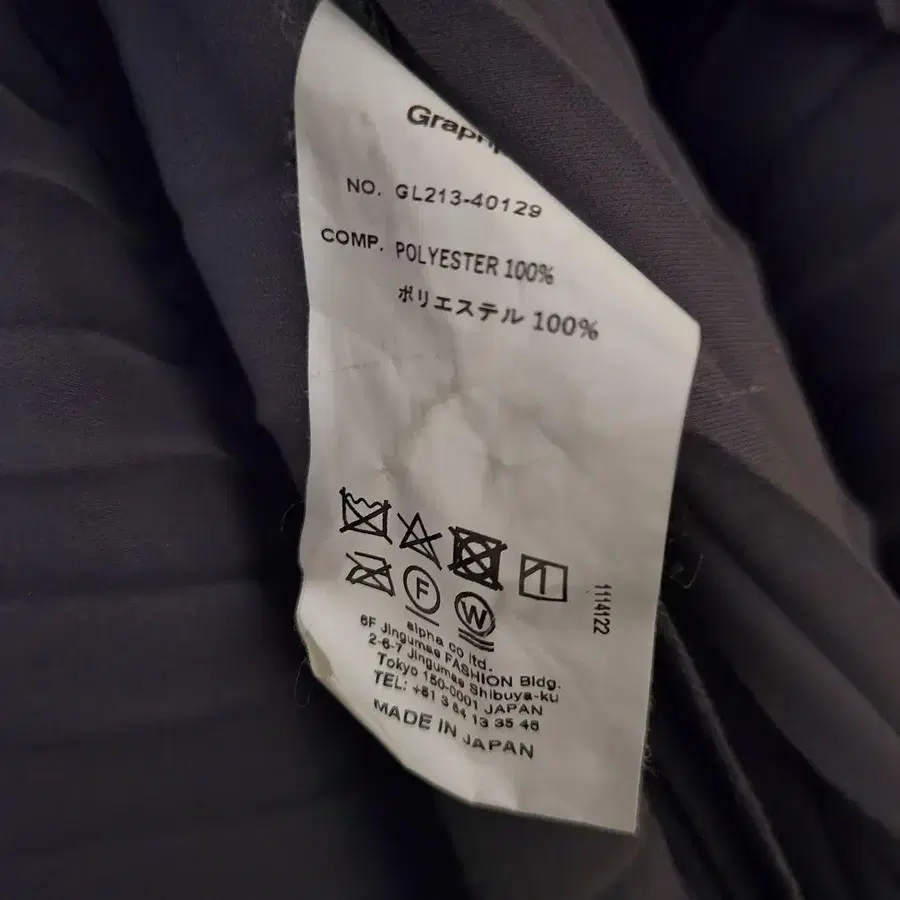 NO. GL213-40129
COMP. POLYESTER 100%
ポリエステル 100%
F
W
1114122
alpha co ltd.
6F Jingumae FASHION Bldg.
2-6-7 Jingumae Shibuya-ku
Tokyo 150-0001 JAPAN
TEL: +81 3 64 13 35 46
MADE IN JAPAN